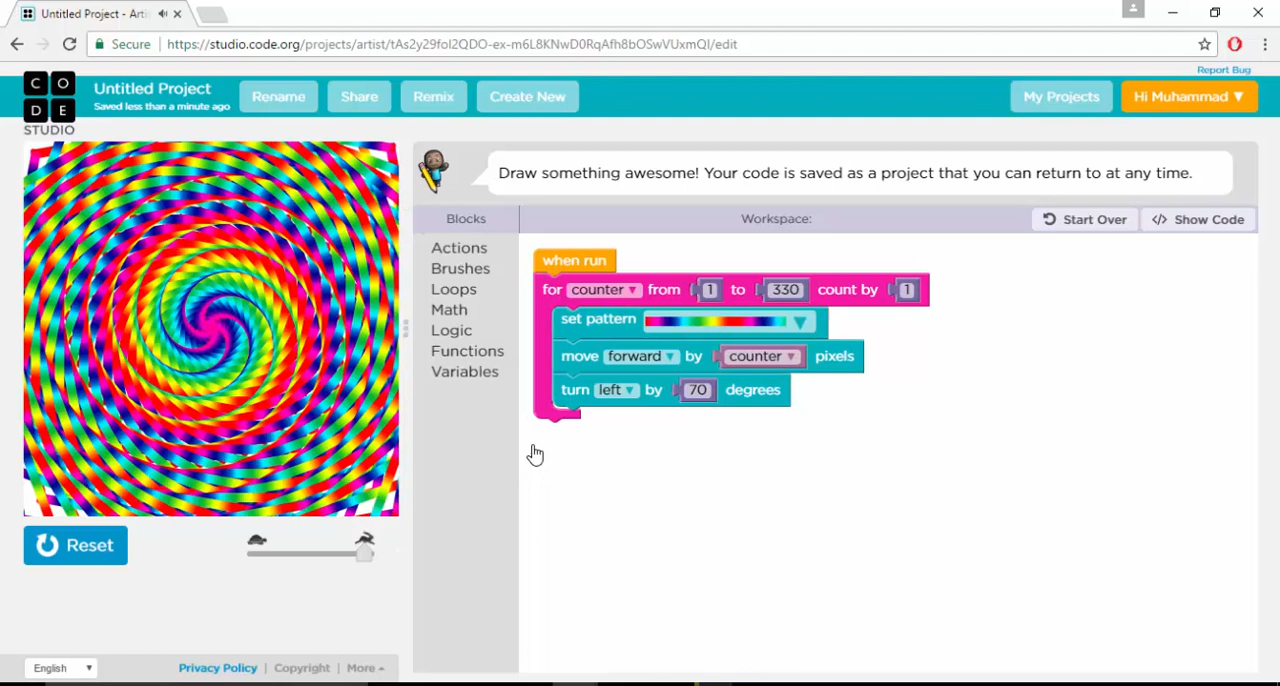 Untitled Project - Arti
Secure https://studio.code.org/projects/artist/tAs2y29foI2QDO-ex-m6L8KNwD0RqAfh8bOSwVUxmQI/edit
Report Bug
C O
D E
STUDIO
Untitled Project
Saved less than a minute ago
Rename
Share
Remix
Create New
My Projects
Hi Muhammad ▼
Draw something awesome! Your code is saved as a project that you can return to at any time.
Blocks
Workspace:
Start Over
</> Show Code
Actions
Brushes
Loops
Math
Logic
Functions
Variables
when run
for counter ▼ from 1 to 330 count by 1
set pattern
move forward ▼ by counter ▼ pixels
turn left ▼ by 70 degrees
Reset
English ▼
Privacy Policy | Copyright | More